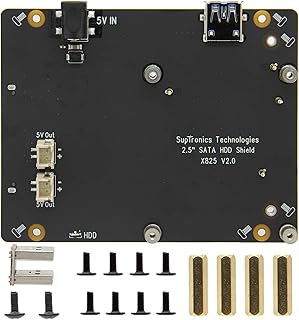 5V IN
SupTronics Technologies
2.5" SATA HDD Shield
X825 V2.0
5V Out
+
+
5V Out
HDD